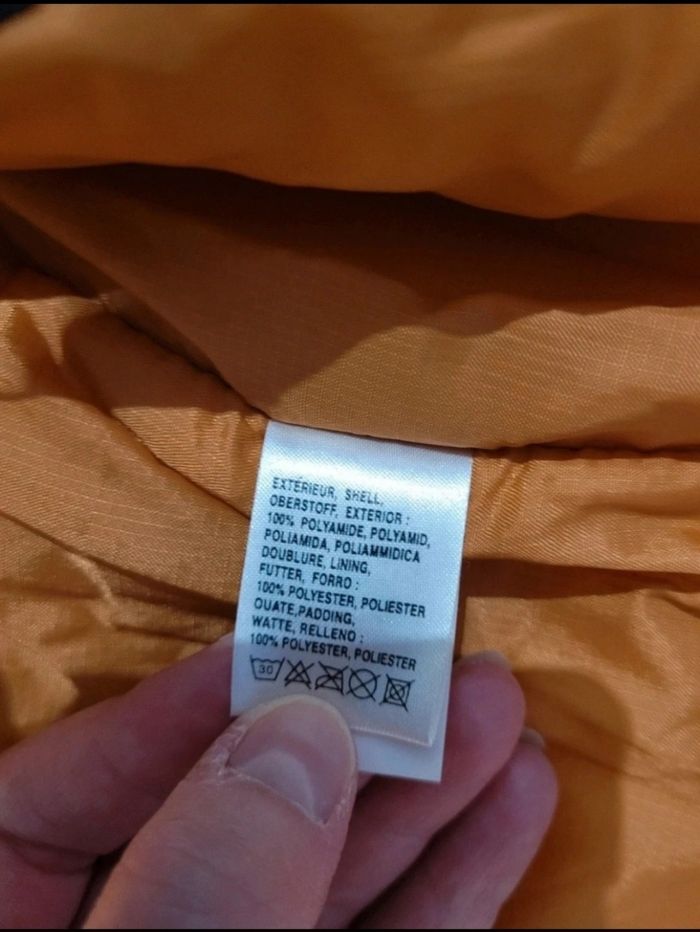 EXTÉRIEUR, SHELL,
OBERSTOFF, EXTERIOR :
100% POLYAMIDE, POLYAMID,
POLIAMIDA, POLIAMMIDICA
DOUBLURE, LINING,
FUTTER, FORRO :
100% POLYESTER, POLIESTER
OUATE,PADDING,
WATTE, RELLENO :
100% POLYESTER, POLIESTER
30